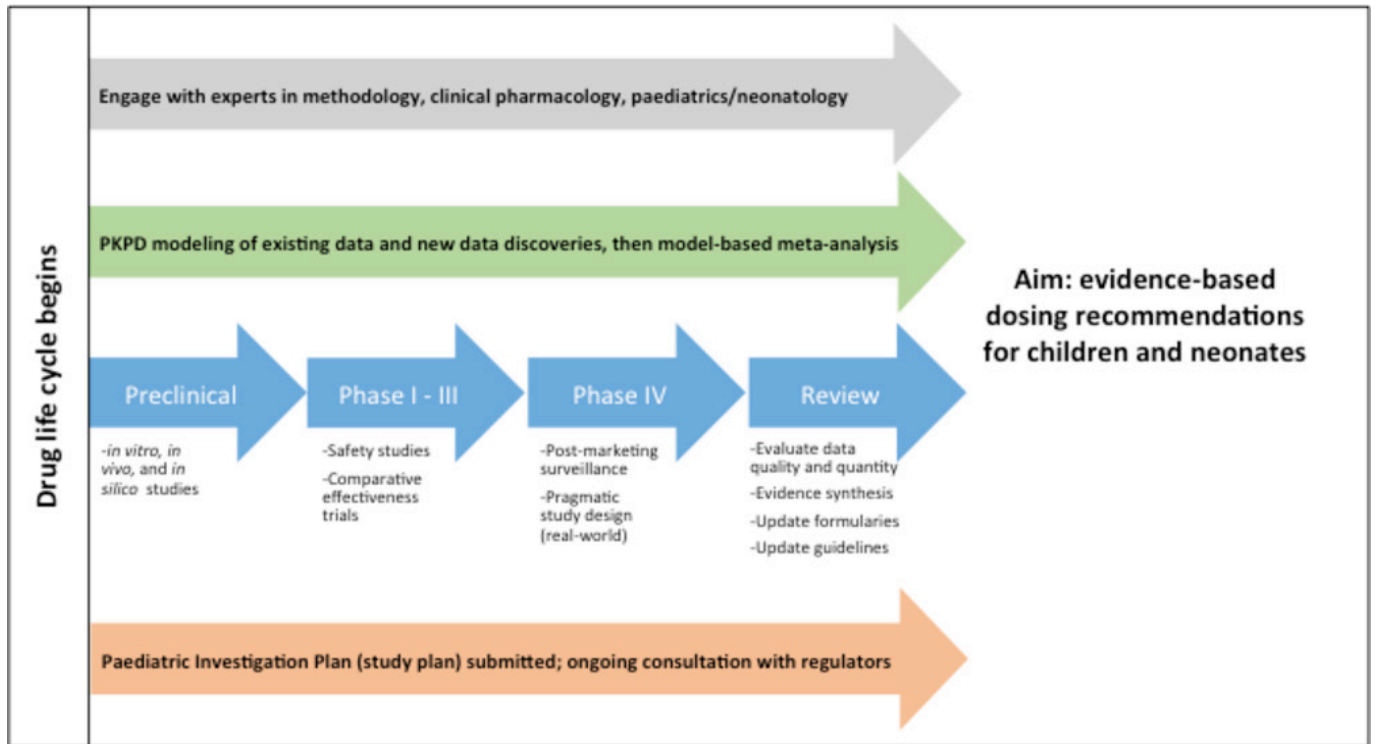 Drug life cycle begins
Engage with experts in methodology, clinical pharmacology, paediatrics/neonatology
PKPD modeling of existing data and new data discoveries, then model-based meta-analysis
Preclinical
-in vitro, in
vivo, and in
silico studies
Phase I - III
-Safety studies
-Comparative
effectiveness
trials
Phase IV
-Post-marketing
surveillance
-Pragmatic
study design
(real-world)
Review
-Evaluate data
quality and quantity
-Evidence synthesis
-Update formularies
-Update guidelines
Paediatric Investigation Plan (study plan) submitted; ongoing consultation with regulators
Aim: evidence-based
dosing recommendations
for children and neonates